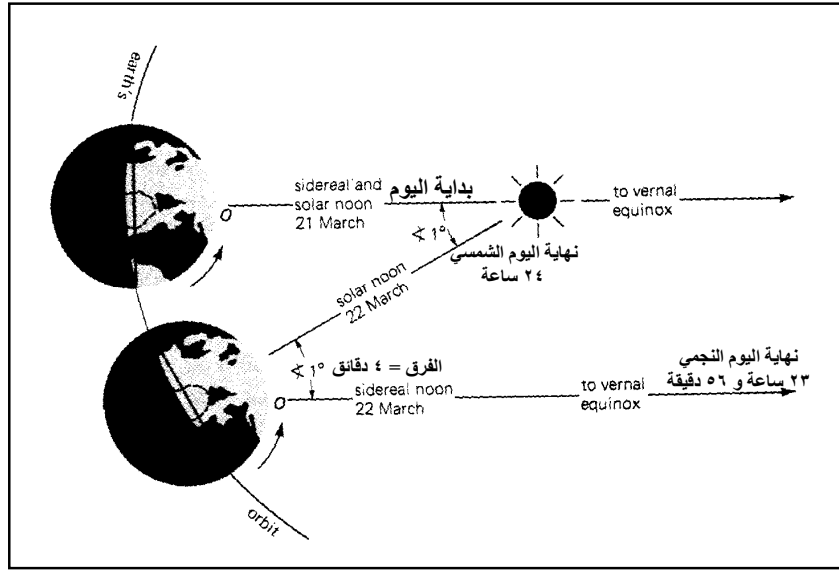 earth's
sidereal and
solar noon
21 March
بداية اليوم
to vernal
equinox
∢ 1°
نهاية اليوم الشمسي
٢٤ ساعة
solar noon
22 March
∢ 1°
الفرق = ٤ دقائق
sidereal noon
22 March
to vernal
equinox
نهاية اليوم النجمي
٢٣ ساعة و ٥٦ دقيقة
orbit